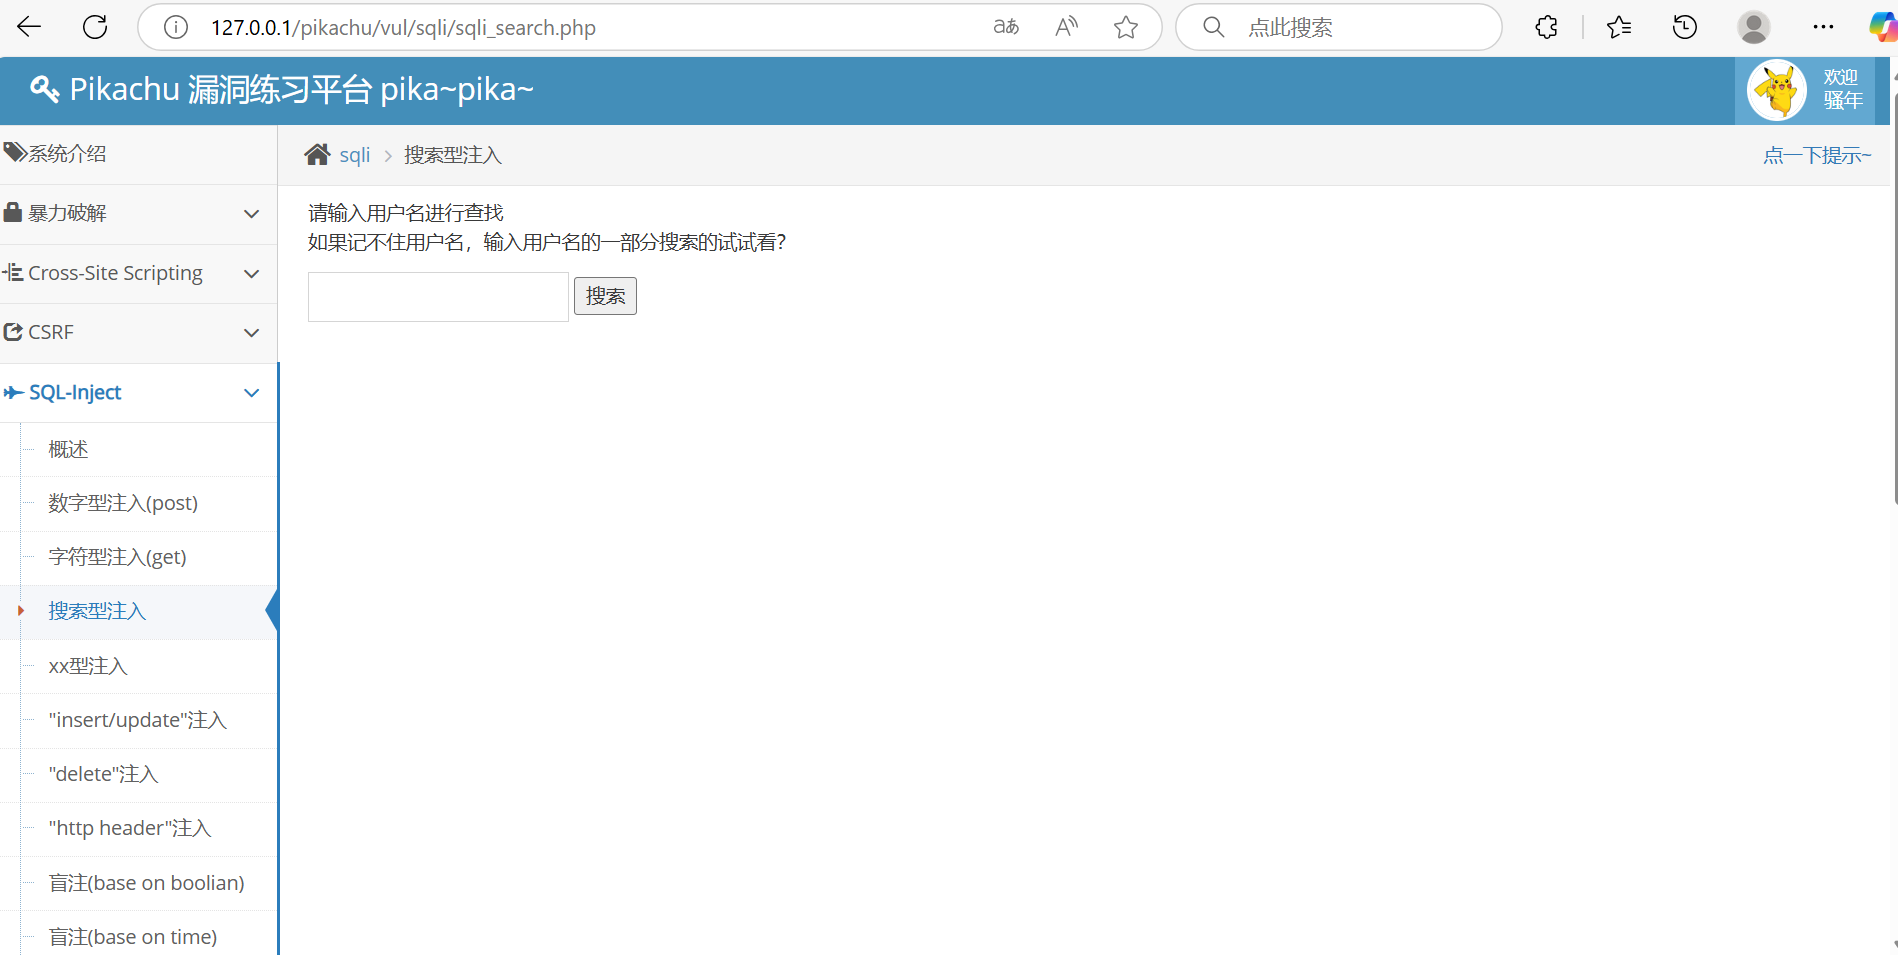 127.0.0.1/pikachu/vul/sqli/sqli_search.php
aあ
A
点此搜索
Pikachu 漏洞练习平台 pika~pika~
欢迎
骚年
系统介绍
sqli
搜索型注入
点一下提示~
暴力破解
请输入用户名进行查找
如果记不住用户名，输入用户名的一部分搜索的试试看？
Cross-Site Scripting
搜索
CSRF
SQL-Inject
概述
数字型注入(post)
字符型注入(get)
搜索型注入
xx型注入
"insert/update"注入
"delete"注入
"http header"注入
盲注(base on boolian)
盲注(base on time)